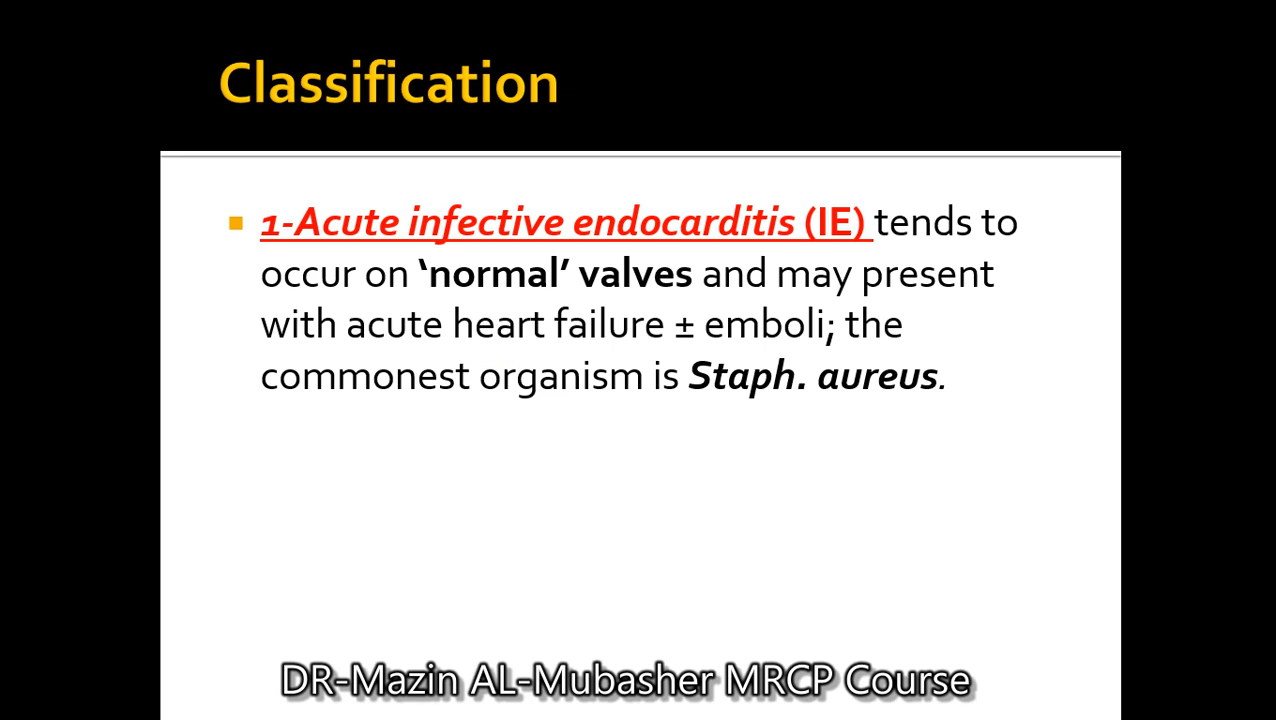 Classification
1-Acute infective endocarditis (IE) tends to
occur on ‘normal’ valves and may present
with acute heart failure ± emboli; the
commonest organism is Staph. aureus.
DR-Mazin AL-Mubasher MRCP Course